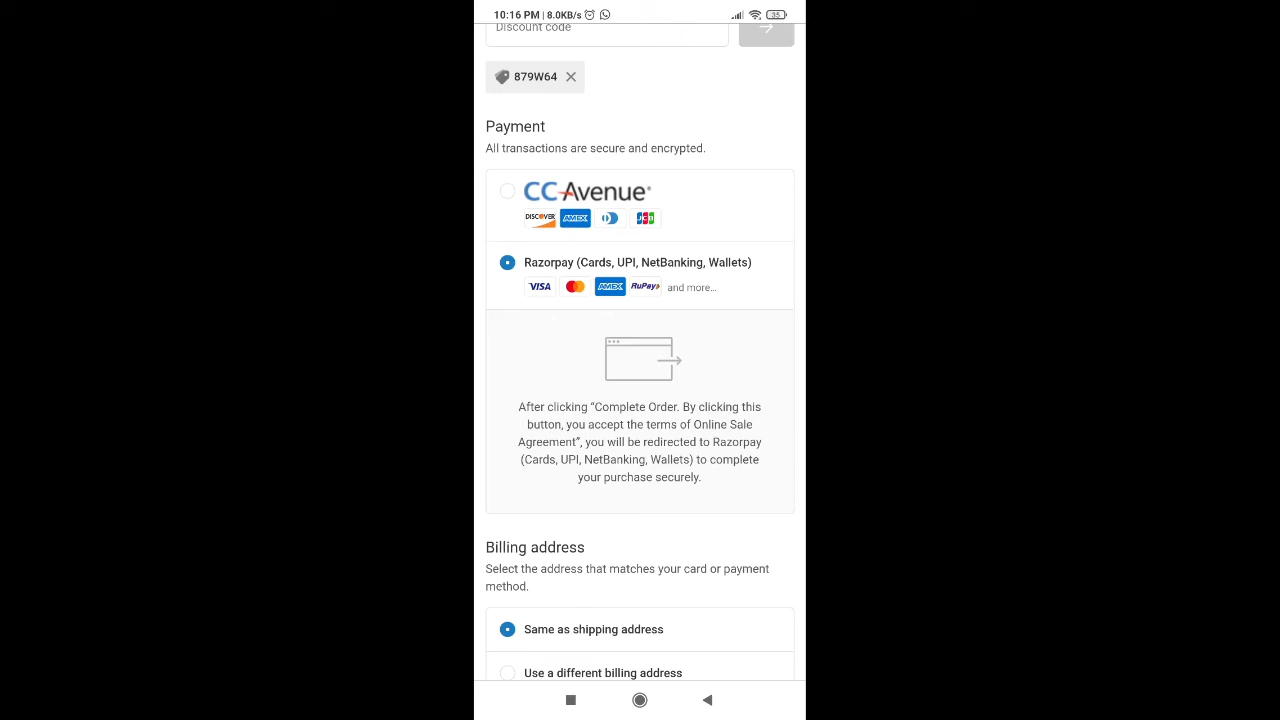 10:16 PM | 8.0KB/s 35
Discount code
879W64
Payment
All transactions are secure and encrypted.
CCAvenue
DISCOVER AMEX JCB
Razorpay (Cards, UPI, NetBanking, Wallets)
VISA AMEX RuPay and more...
After clicking “Complete Order. By clicking this
button, you accept the terms of Online Sale
Agreement”, you will be redirected to Razorpay
(Cards, UPI, NetBanking, Wallets) to complete
your purchase securely.
Billing address
Select the address that matches your card or payment
method.
Same as shipping address
Use a different billing address